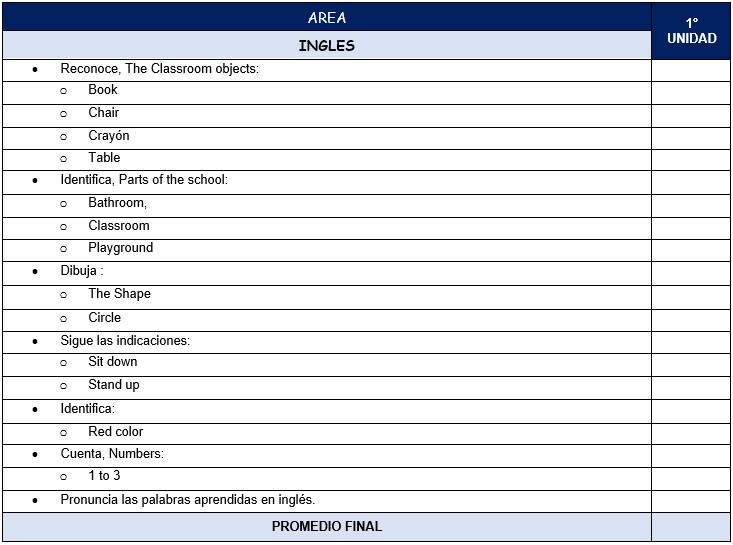 AREA
1°
UNIDAD
INGLES
• Reconoce, The Classroom objects:
o Book
o Chair
o Crayón
o Table
• Identifica, Parts of the school:
o Bathroom,
o Classroom
o Playground
• Dibuja :
o The Shape
o Circle
• Sigue las indicaciones:
o Sit down
o Stand up
• Identifica:
o Red color
• Cuenta, Numbers:
o 1 to 3
• Pronuncia las palabras aprendidas en inglés.
PROMEDIO FINAL